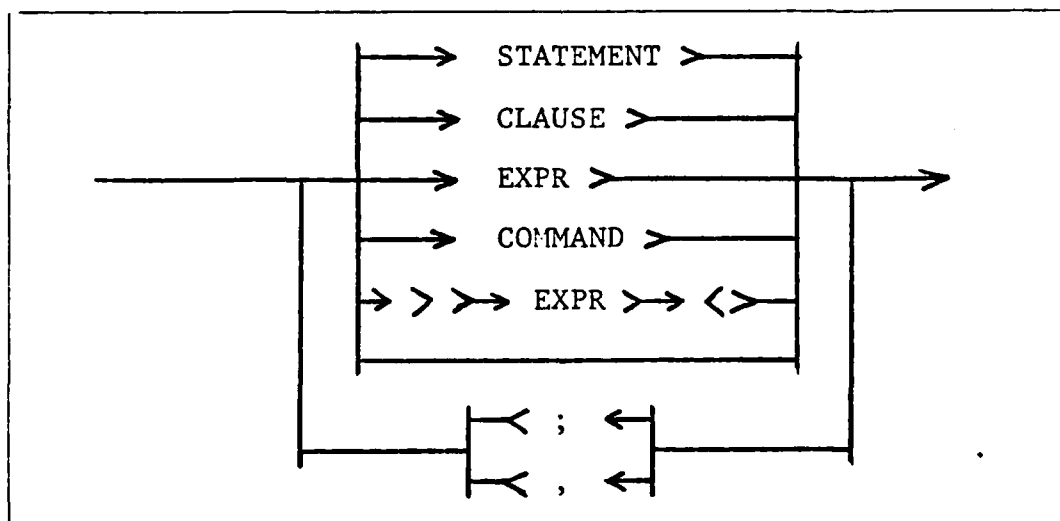 STATEMENT
CLAUSE
EXPR
COMMAND
> EXPR <
;
,